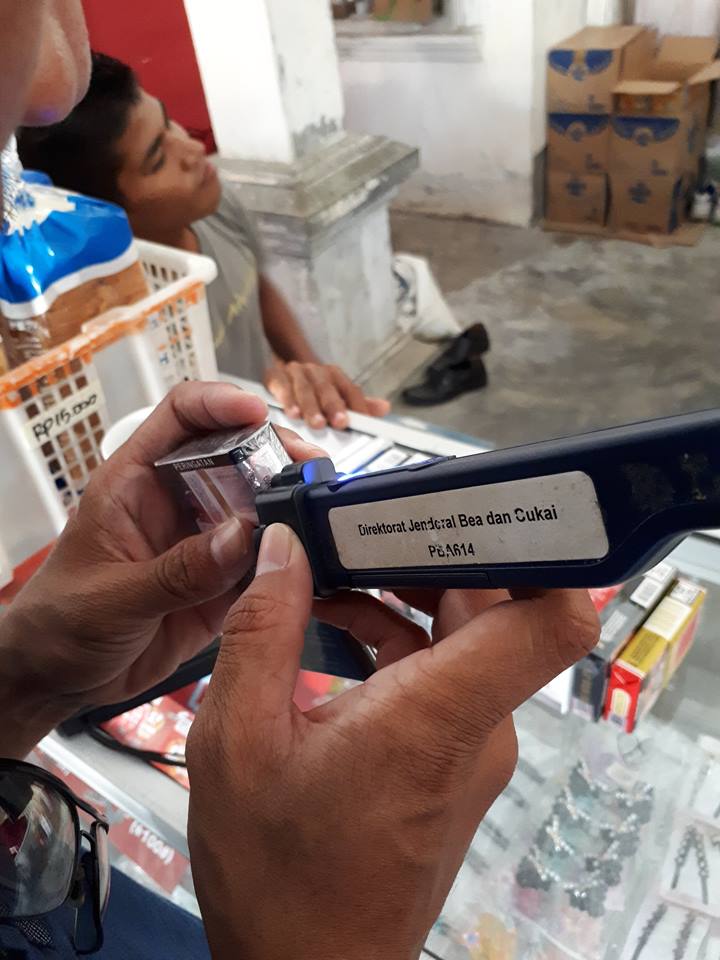 PERINGATAN
Rp15.000
Direktorat Jenderal Bea dan Cukai
PBA614